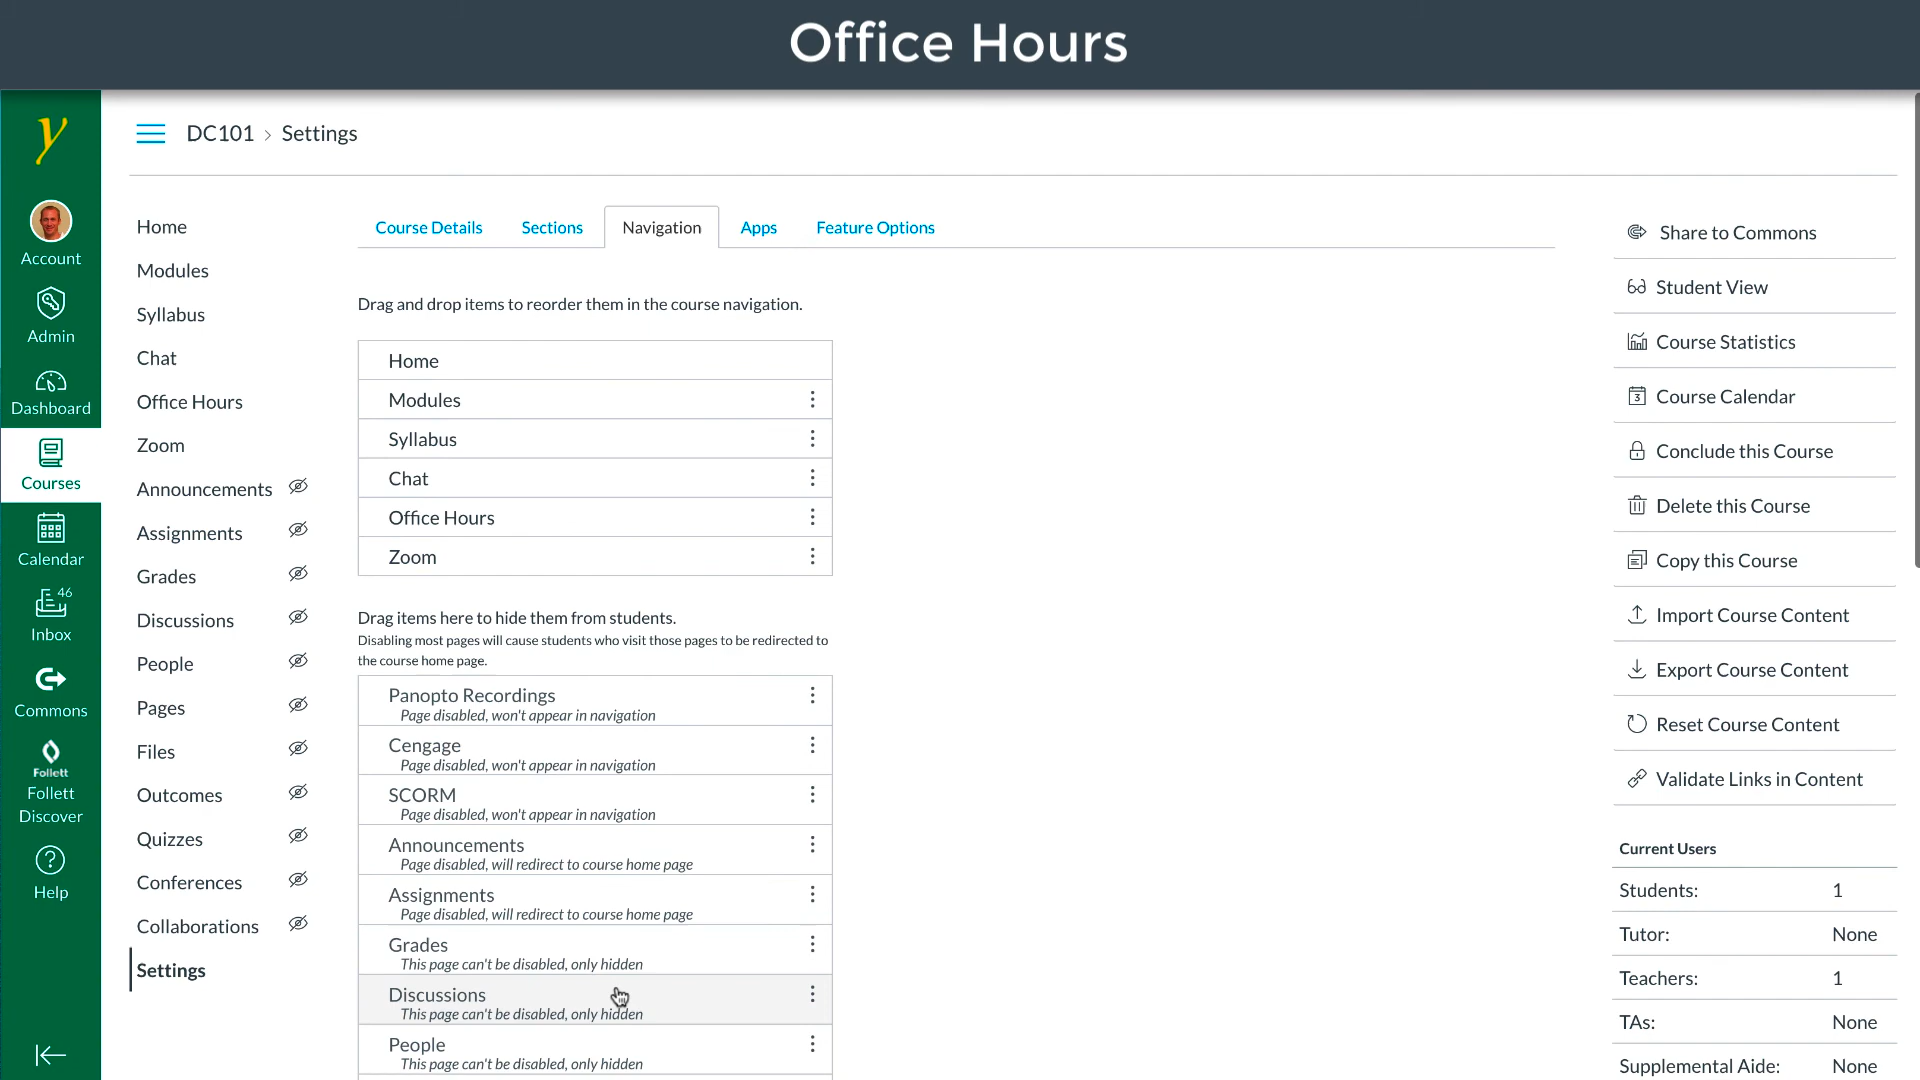 Office Hours
y
DC101 › Settings
Account
Admin
Dashboard
Courses
Calendar
46
Inbox
Commons
Follett
Follett
Discover
Help
Home
Modules
Syllabus
Chat
Office Hours
Zoom
Announcements
Assignments
Grades
Discussions
People
Pages
Files
Outcomes
Quizzes
Conferences
Collaborations
Settings
Course Details Sections Navigation Apps Feature Options
Drag and drop items to reorder them in the course navigation.
Home
Modules
Syllabus
Chat
Office Hours
Zoom
Drag items here to hide them from students.
Disabling most pages will cause students who visit those pages to be redirected to
the course home page.
Panopto Recordings
Page disabled, won't appear in navigation
Cengage
Page disabled, won't appear in navigation
SCORM
Page disabled, won't appear in navigation
Announcements
Page disabled, will redirect to course home page
Assignments
Page disabled, will redirect to course home page
Grades
This page can't be disabled, only hidden
Discussions
This page can't be disabled, only hidden
People
This page can't be disabled, only hidden
Share to Commons
Student View
Course Statistics
3 Course Calendar
Conclude this Course
Delete this Course
Copy this Course
Import Course Content
Export Course Content
Reset Course Content
Validate Links in Content
Current Users
Students: 1
Tutor: None
Teachers: 1
TAs: None
Supplemental Aide: None